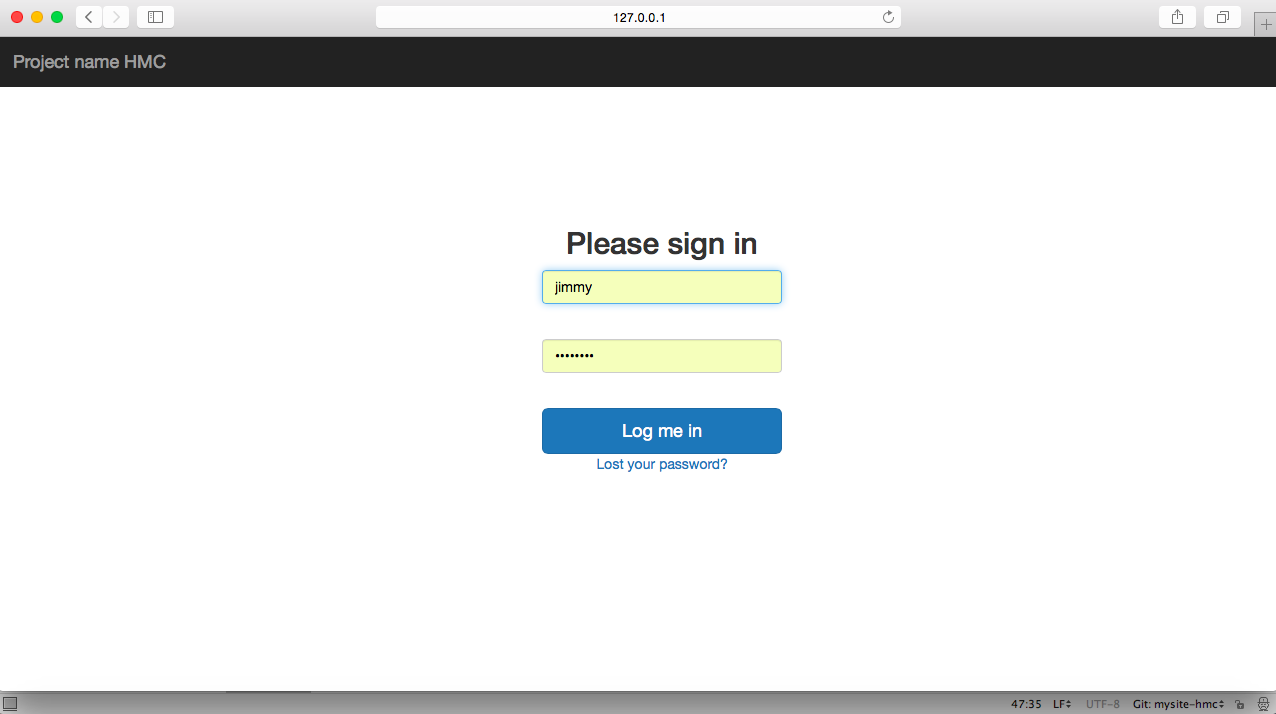 127.0.0.1
Project name HMC
Please sign in
jimmy
••••••••
Log me in
Lost your password?
47:35 LF UTF-8 Git: mysite-hmc